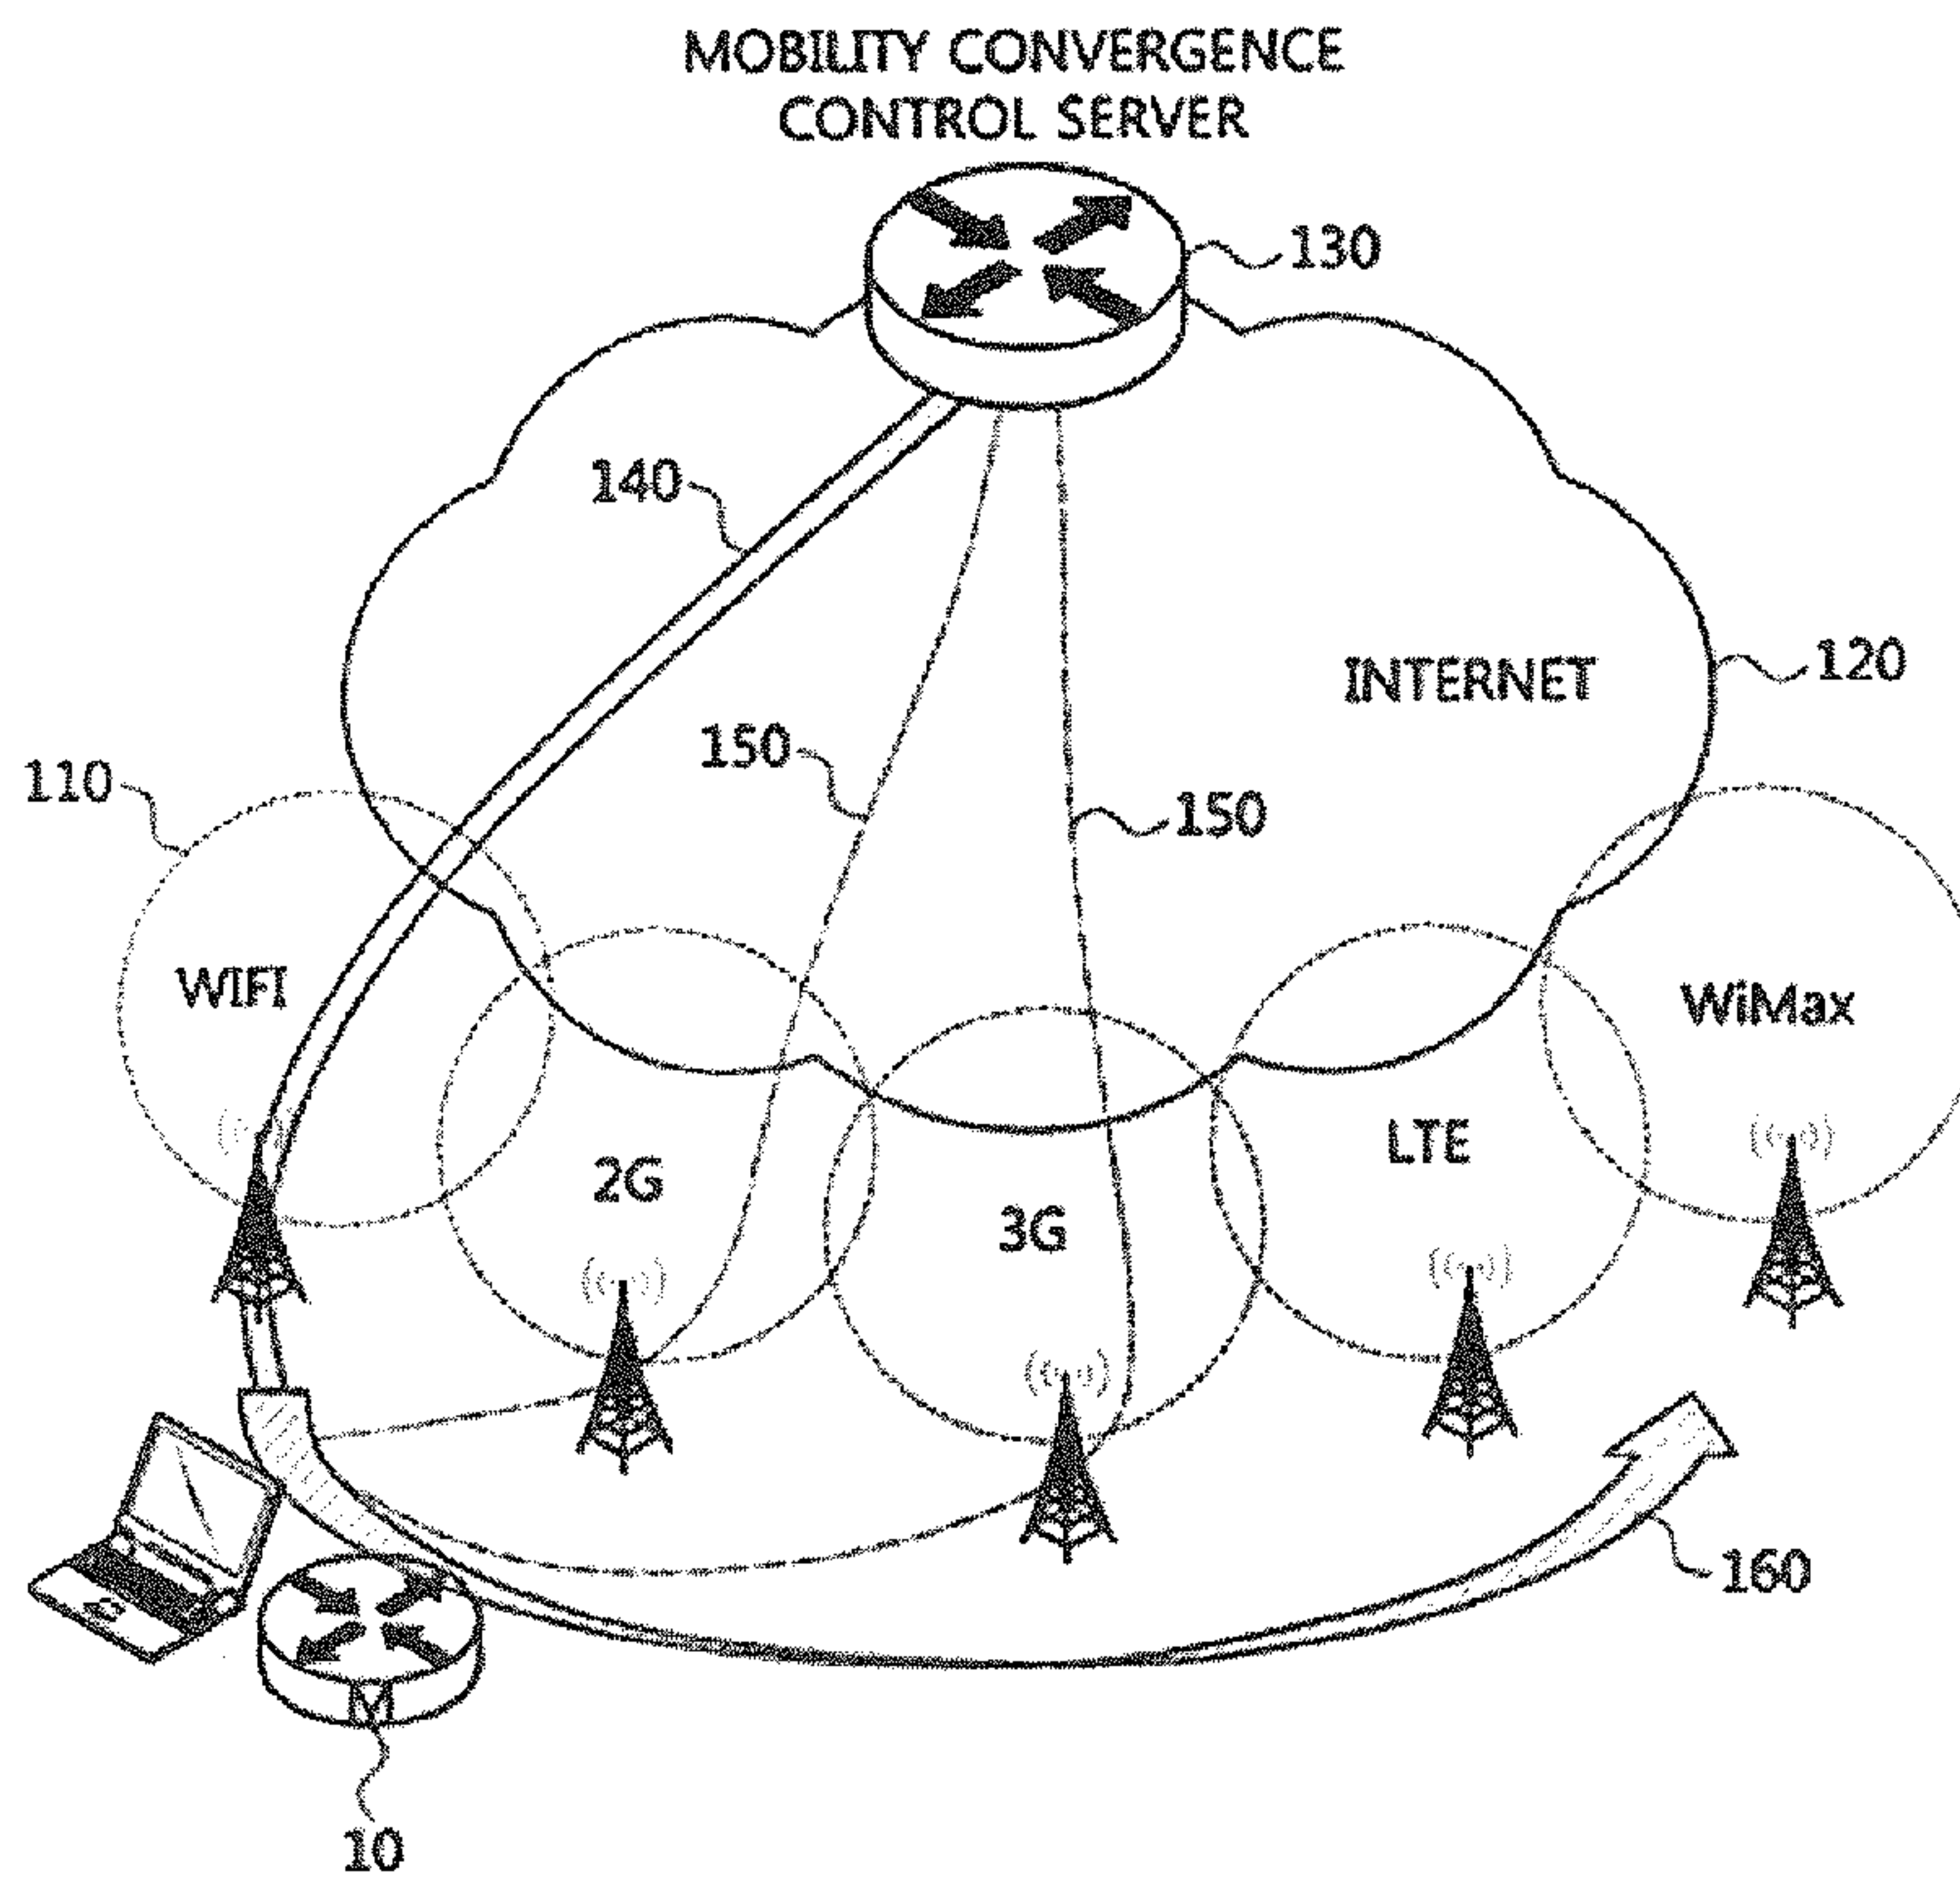 MOBILITY CONVERGENCE
CONTROL SERVER
130
140
INTERNET
120
150
150
110
WIFI
WiMax
2G
3G
LTE
160
M
10